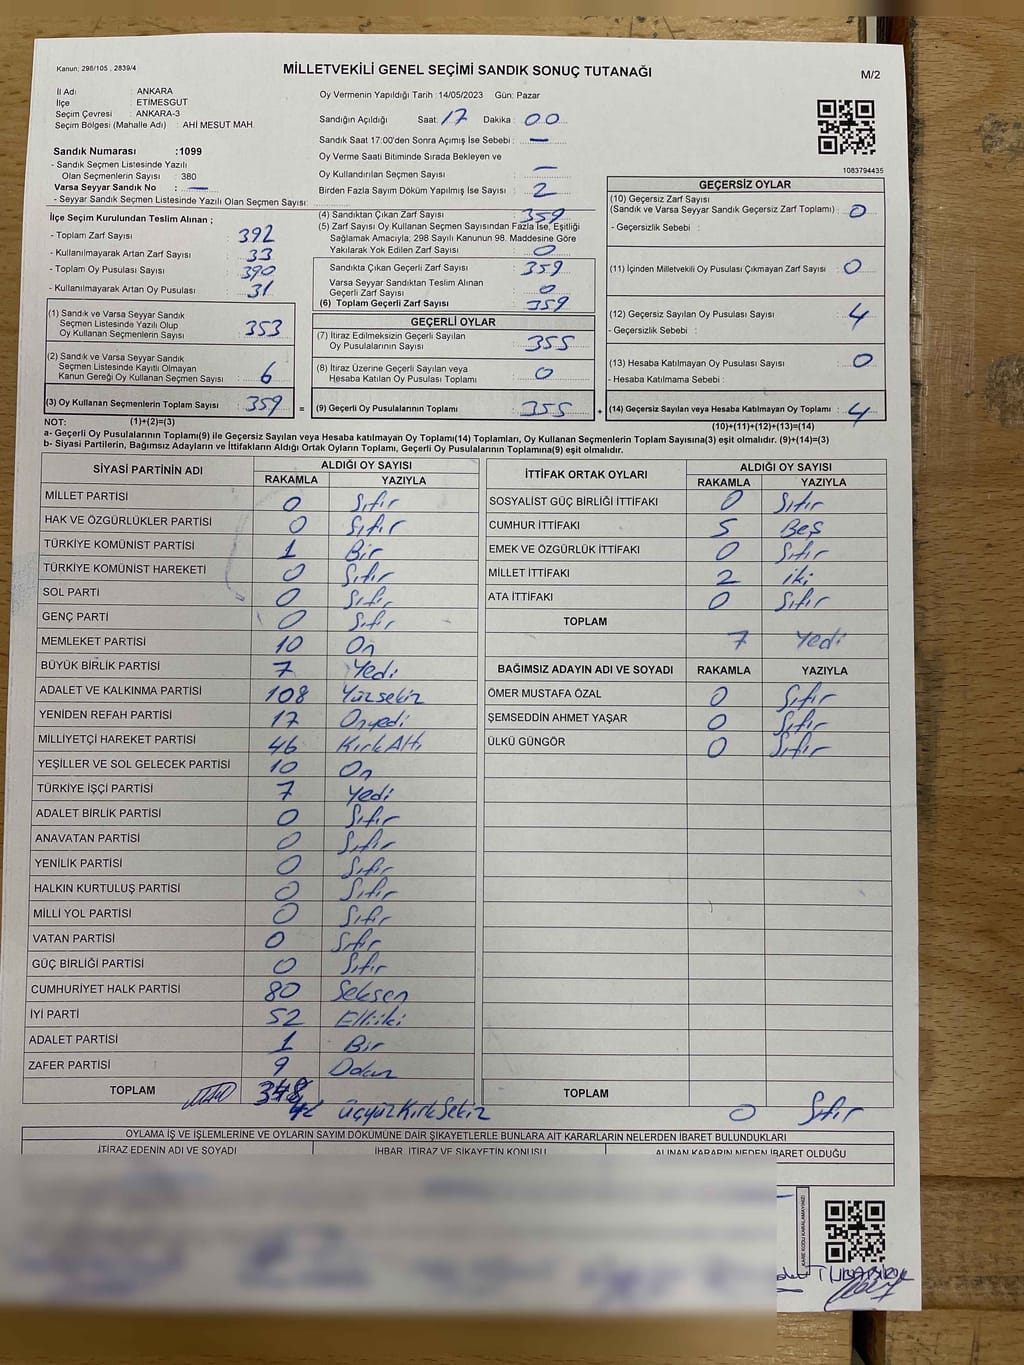 Kanun; 298/105 , 2839/4
MİLLETVEKİLİ GENEL SEÇİMİ SANDIK SONUÇ TUTANAĞI
M/2
İl Adı : ANKARA
İlçe : ETİMESGUT
Seçim Çevresi : ANKARA-3
Seçim Bölgesi (Mahalle Adı) : AHİ MESUT MAH.
Sandık Numarası :1099
- Sandık Seçmen Listesinde Yazılı
Olan Seçmenlerin Sayısı : 380
Varsa Seyyar Sandık No : —
- Seyyar Sandık Seçmen Listesinde Yazılı Olan Seçmen Sayısı:
Oy Vermenin Yapıldığı Tarih :14/05/2023 Gün: Pazar
Sandığın Açıldığı Saat: 17 Dakika : 00
Sandık Saat 17:00'den Sonra Açımış İse Sebebi : —
Oy Verme Saati Bitiminde Sırada Bekleyen ve
Oy Kullandırılan Seçmen Sayısı : —
Birden Fazla Sayım Döküm Yapılmış İse Sayısı : 2
1083794435
İlçe Seçim Kurulundan Teslim Alınan ;
- Toplam Zarf Sayısı : 392
- Kullanılmayarak Artan Zarf Sayısı : 33
- Toplam Oy Pusulası Sayısı : 390
- Kullanılmayarak Artan Oy Pusulası : 31
(1) Sandık ve Varsa Seyyar Sandık
Seçmen Listesinde Yazılı Olup
Oy Kullanan Seçmenlerin Sayısı : 353
(2) Sandık ve Varsa Seyyar Sandık
Seçmen Listesinde Kayıtlı Olmayan
Kanun Gereği Oy Kullanan Seçmen Sayısı : 6
(3) Oy Kullanan Seçmenlerin Toplam Sayısı : 359 =
(4) Sandıktan Çıkan Zarf Sayısı : 359
(5) Zarf Sayısı Oy Kullanan Seçmen Sayısından Fazla İse, Eşitliği
Sağlamak Amacıyla; 298 Sayılı Kanunun 98. Maddesine Göre
Yakılarak Yok Edilen Zarf Sayısı : 0
Sandıkta Çıkan Geçerli Zarf Sayısı : 359
Varsa Seyyar Sandıktan Teslim Alınan
Geçerli Zarf Sayısı : 0
(6) Toplam Geçerli Zarf Sayısı : 359
GEÇERLİ OYLAR
(7) İtiraz Edilmeksizin Geçerli Sayılan
Oy Pusulalarının Sayısı : 355
(8) İtiraz Üzerine Geçerli Sayılan veya
Hesaba Katılan Oy Pusulası Toplamı : 0
(9) Geçerli Oy Pusulalarının Toplamı : 355 +
GEÇERSİZ OYLAR
(10) Geçersiz Zarf Sayısı
(Sandık ve Varsa Seyyar Sandık Geçersiz Zarf Toplamı) : 0
- Geçersizlik Sebebi :
(11) İçinden Milletvekili Oy Pusulası Çıkmayan Zarf Sayısı : 0
(12) Geçersiz Sayılan Oy Pusulası Sayısı : 4
- Geçersizlik Sebebi :
(13) Hesaba Katılmayan Oy Pusulası Sayısı : 0
- Hesaba Katılmama Sebebi :
(14) Geçersiz Sayılan veya Hesaba Katılmayan Oy Toplamı : 4
NOT: (1)+(2)=(3) (10)+(11)+(12)+(13)=(14)
a- Geçerli Oy Pusulalarının Toplamı(9) ile Geçersiz Sayılan veya Hesaba katılmayan Oy Toplamı(14) Toplamları, Oy Kullanan Seçmenlerin Toplam Sayısına(3) eşit olmalıdır. (9)+(14)=(3)
b- Siyasi Partilerin, Bağımsız Adayların ve İttifakların Aldığı Ortak Oyların Toplamı, Geçerli Oy Pusulalarının Toplamına(9) eşit olmalıdır.
SİYASİ PARTİNİN ADI ALDIĞI OY SAYISI
RAKAMLA YAZIYLA
MİLLET PARTİSİ 0 Sıfır
HAK VE ÖZGÜRLÜKLER PARTİSİ 0 Sıfır
TÜRKİYE KOMÜNİST PARTİSİ 1 Bir
TÜRKİYE KOMÜNİST HAREKETİ 0 Sıfır
SOL PARTİ 0 Sıfır
GENÇ PARTİ 0 Sıfır
MEMLEKET PARTİSİ 10 On
BÜYÜK BİRLİK PARTİSİ 7 Yedi
ADALET VE KALKINMA PARTİSİ 108 Yüzsekiz
YENİDEN REFAH PARTİSİ 17 Onyedi
MİLLİYETÇİ HAREKET PARTİSİ 46 Kırk Altı
YEŞİLLER VE SOL GELECEK PARTİSİ 10 On
TÜRKİYE İŞÇİ PARTİSİ 7 Yedi
ADALET BİRLİK PARTİSİ 0 Sıfır
ANAVATAN PARTİSİ 0 Sıfır
YENİLİK PARTİSİ 0 Sıfır
HALKIN KURTULUŞ PARTİSİ 0 Sıfır
MİLLİ YOL PARTİSİ 0 Sıfır
VATAN PARTİSİ 0 Sıfır
GÜÇ BİRLİĞİ PARTİSİ 0 Sıfır
CUMHURİYET HALK PARTİSİ 80 Seksen
İYİ PARTİ 52 Elliiki
ADALET PARTİSİ 1 Bir
ZAFER PARTİSİ 9 Dokuz
TOPLAM 348 üçyüzKırkSekiz
İTTİFAK ORTAK OYLARI ALDIĞI OY SAYISI
RAKAMLA YAZIYLA
SOSYALIST GÜÇ BİRLİĞİ İTTİFAKI 0 Sıfır
CUMHUR İTTİFAKI 5 Beş
EMEK VE ÖZGÜRLÜK İTTİFAKI 0 Sıfır
MİLLET İTTİFAKI 2 iki
ATA İTTİFAKI 0 Sıfır
TOPLAM
7 Yedi
BAĞIMSIZ ADAYIN ADI VE SOYADI RAKAMLA YAZIYLA
ÖMER MUSTAFA ÖZAL 0 Sıfır
ŞEMSEDDİN AHMET YAŞAR 0 Sıfır
ÜLKÜ GÜNGÖR 0 Sıfır
TOPLAM 0 Sıfır
OYLAMA İŞ VE İŞLEMLERİNE VE OYLARIN SAYIM DÖKÜMÜNE DAİR ŞİKAYETLERLE BUNLARA AİT KARARLARIN NELERDEN İBARET BULUNDUKLARI
İTİRAZ EDENİN ADI VE SOYADI İHBAR, İTİRAZ VE ŞİKAYETİN KONUSU ALINAN KARARIN NEDEN İBARET OLDUĞU
KARE KODU KARALAMAYINIZ!